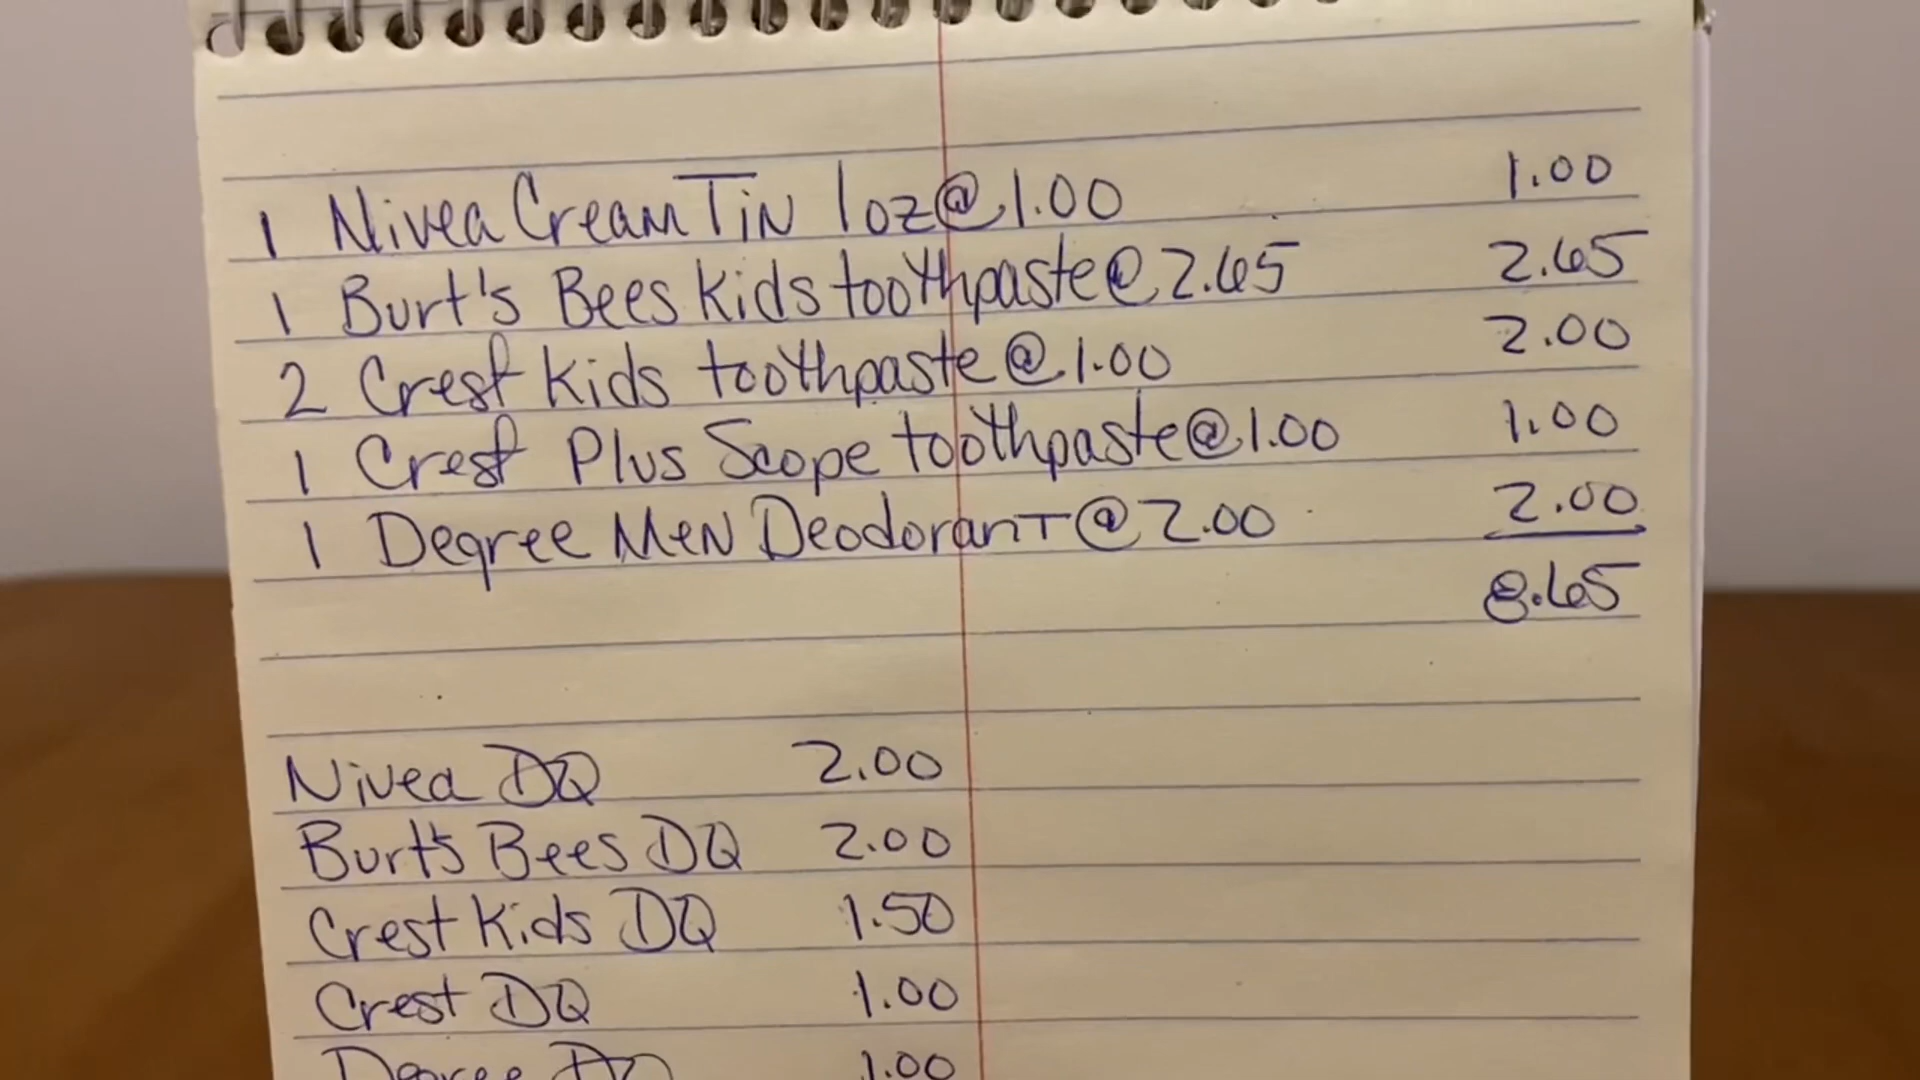 1 Nivea Cream Tin 1oz @ 1.00 1.00
1 Burt's Bees Kids toothpaste @ 2.65 2.65
2 Crest Kids toothpaste @ 1.00 2.00
1 Crest Plus Scope toothpaste @ 1.00 1.00
1 Degree Men Deodorant @ 2.00 2.00
8.65
Nivea DQ 2.00
Burt's Bees DQ 2.00
Crest Kids DQ 1.50
Crest DQ 1.00
Degree DQ 1.00